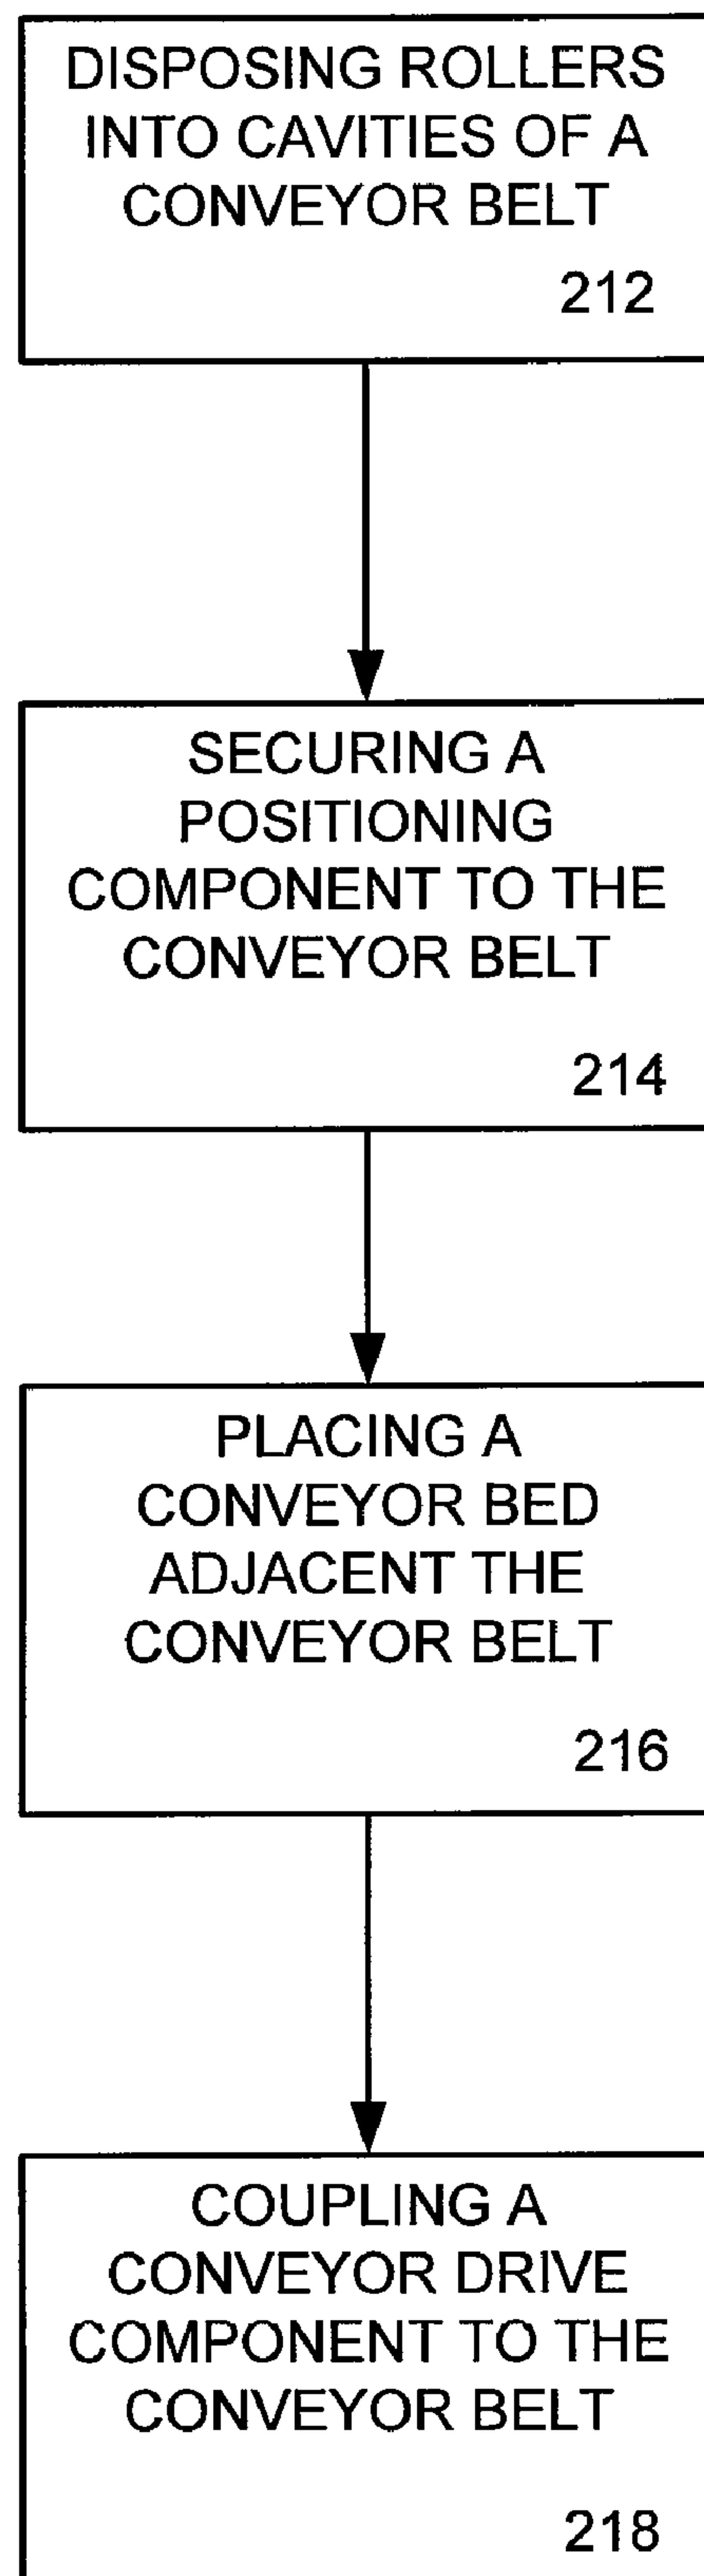 DISPOSING ROLLERS
INTO CAVITIES OF A
CONVEYOR BELT
212
SECURING A
POSITIONING
COMPONENT TO THE
CONVEYOR BELT
214
PLACING A
CONVEYOR BED
ADJACENT THE
CONVEYOR BELT
216
COUPLING A
CONVEYOR DRIVE
COMPONENT TO THE
CONVEYOR BELT
218